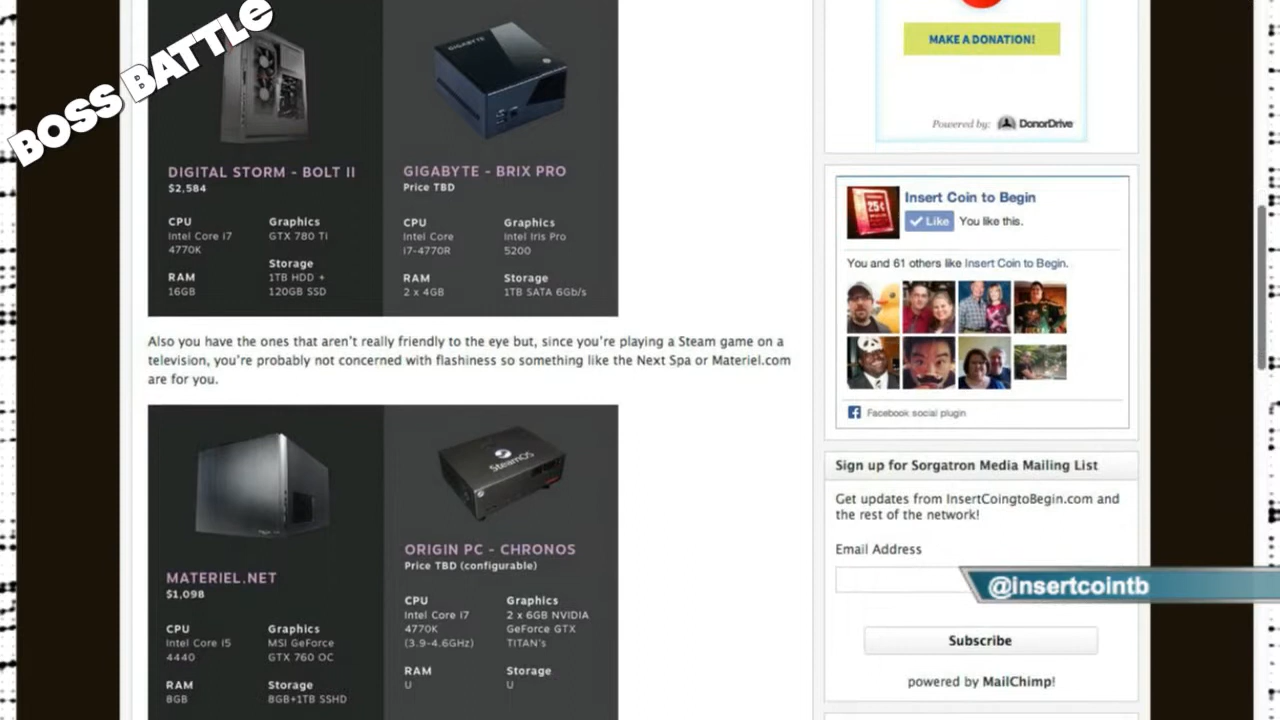 BOSS BATTLE
GIGABYTE
DIGITAL STORM - BOLT II
$2,584
CPU
Intel Core i7
4770K
Graphics
GTX 780 Ti
RAM
16GB
Storage
1TB HDD +
120GB SSD
GIGABYTE - BRIX PRO
Price TBD
CPU
Intel Core
i7-4770R
Graphics
Intel Iris Pro
5200
RAM
2 x 4GB
Storage
1TB SATA 6Gb/s
Also you have the ones that aren't really friendly to the eye but, since you're playing a Steam game on a
television, you're probably not concerned with flashiness so something like the Next Spa or Materiel.com
are for you.
MATERIEL.NET
$1,098
CPU
Intel Core i5
4440
Graphics
MSI GeForce
GTX 760 OC
RAM
8GB
Storage
8GB+1TB SSHD
SteamOS
ORIGIN PC - CHRONOS
Price TBD (configurable)
CPU
Intel Core i7
4770K
(3.9-4.6GHz)
Graphics
2 x 6GB NVIDIA
GeForce GTX
TITAN's
RAM
U
Storage
U
MAKE A DONATION!
Powered by: DonorDrive
25¢
Insert Coin to Begin
Like You like this.
You and 61 others like Insert Coin to Begin.
Facebook social plugin
Sign up for Sorgatron Media Mailing List
Get updates from InsertCoingtoBegin.com and
the rest of the network!
Email Address
@insertcointb
Subscribe
powered by MailChimp!